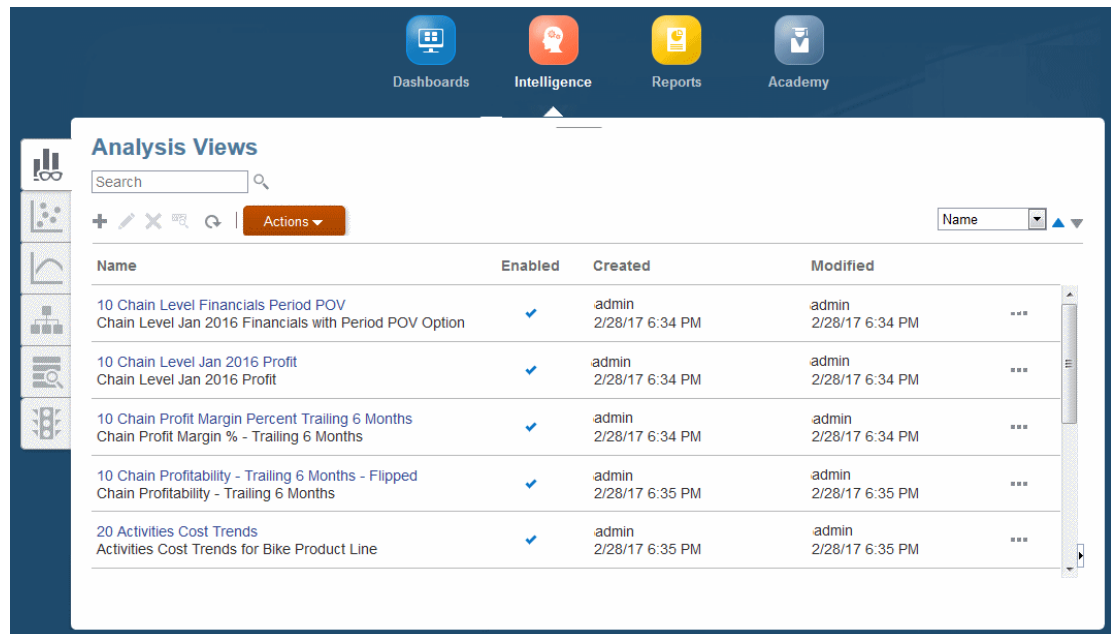 Dashboards
Intelligence
Reports
Academy
Analysis Views
Search
Actions
Name
Name Enabled Created Modified
10 Chain Level Financials Period POV
Chain Level Jan 2016 Financials with Period POV Option
admin
2/28/17 6:34 PM
admin
2/28/17 6:34 PM
10 Chain Level Jan 2016 Profit
Chain Level Jan 2016 Profit
admin
2/28/17 6:34 PM
admin
2/28/17 6:34 PM
10 Chain Profit Margin Percent Trailing 6 Months
Chain Profit Margin % - Trailing 6 Months
admin
2/28/17 6:34 PM
admin
2/28/17 6:34 PM
10 Chain Profitability - Trailing 6 Months - Flipped
Chain Profitability - Trailing 6 Months
admin
2/28/17 6:35 PM
admin
2/28/17 6:35 PM
20 Activities Cost Trends
Activities Cost Trends for Bike Product Line
admin
2/28/17 6:35 PM
admin
2/28/17 6:35 PM